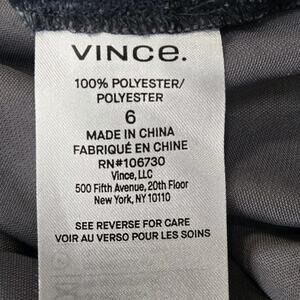 VINCE.
100% POLYESTER/
POLYESTER
6
MADE IN CHINA
FABRIQUÉ EN CHINE
RN#106730
Vince, LLC
500 Fifth Avenue, 20th Floor
New York, NY 10110
SEE REVERSE FOR CARE
VOIR AU VERSO POUR LES SOINS